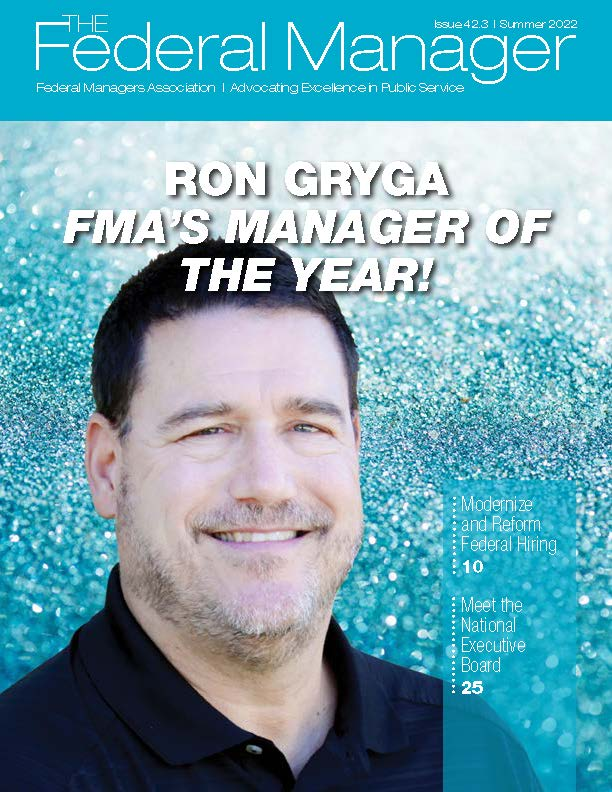 THE
Issue 42.3 | Summer 2022
Federal Manager
Federal Managers Association | Advocating Excellence in Public Service
RON GRYGA
FMA'S MANAGER OF
THE YEAR!
Modernize
and Reform
Federal Hiring
10
Meet the
National
Executive
Board
25